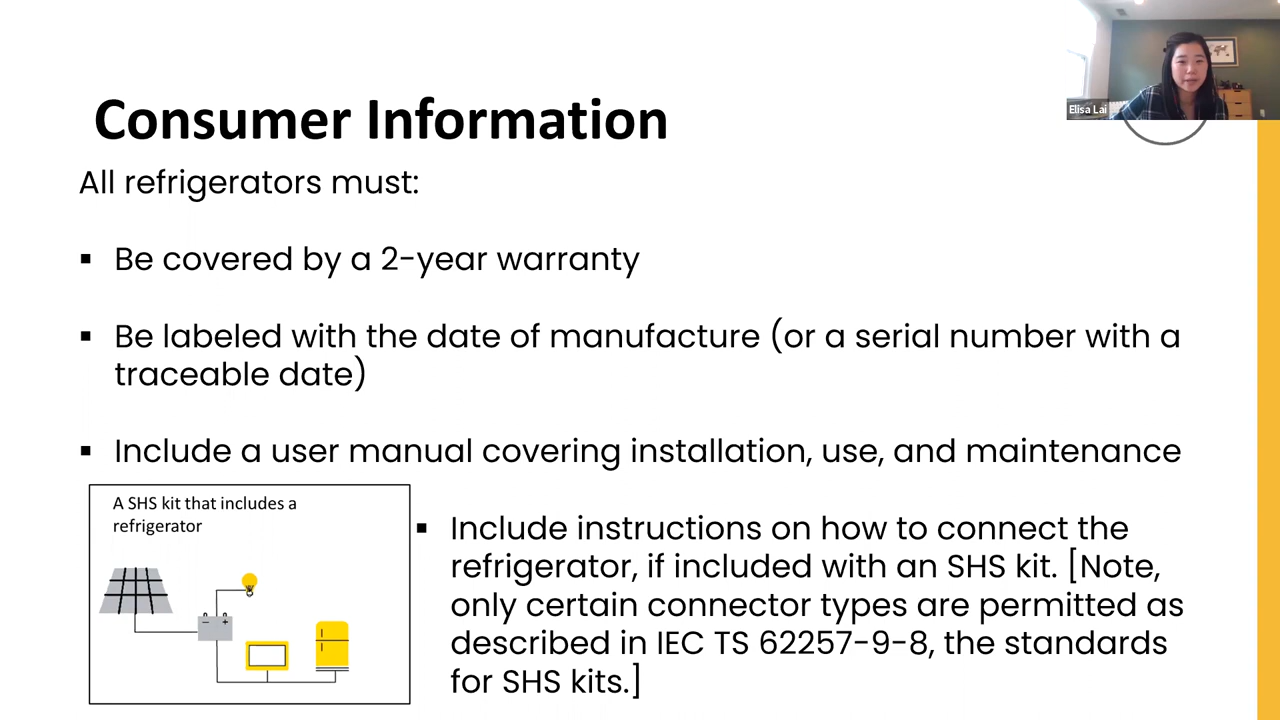 Elisa Lai
Consumer Information
All refrigerators must:
▪ Be covered by a 2-year warranty
▪ Be labeled with the date of manufacture (or a serial number with a
traceable date)
▪ Include a user manual covering installation, use, and maintenance
A SHS kit that includes a
refrigerator
▪ Include instructions on how to connect the
refrigerator, if included with an SHS kit. [Note,
only certain connector types are permitted as
described in IEC TS 62257-9-8, the standards
for SHS kits.]